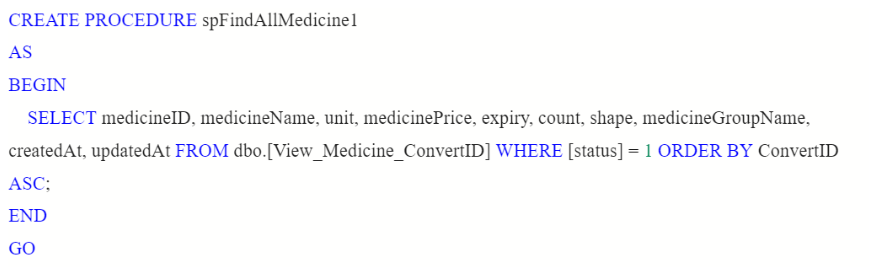 CREATE PROCEDURE spFindAllMedicine1
AS
BEGIN
SELECT medicineID, medicineName, unit, medicinePrice, expiry, count, shape, medicineGroupName,
createdAt, updatedAt FROM dbo.[View_Medicine_ConvertID] WHERE [status] = 1 ORDER BY ConvertID
ASC;
END
GO